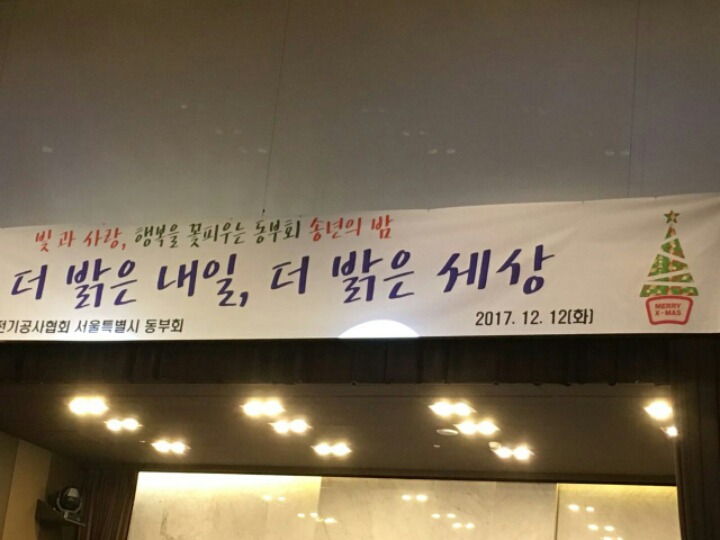 빛과 사랑, 행복을 꽃피우는 동부회 송년의 밤
더 밝은 내일, 더 밝은 세상
전기공사협회 서울특별시 동부회
2017. 12. 12(화)
MERRY
X-MAS